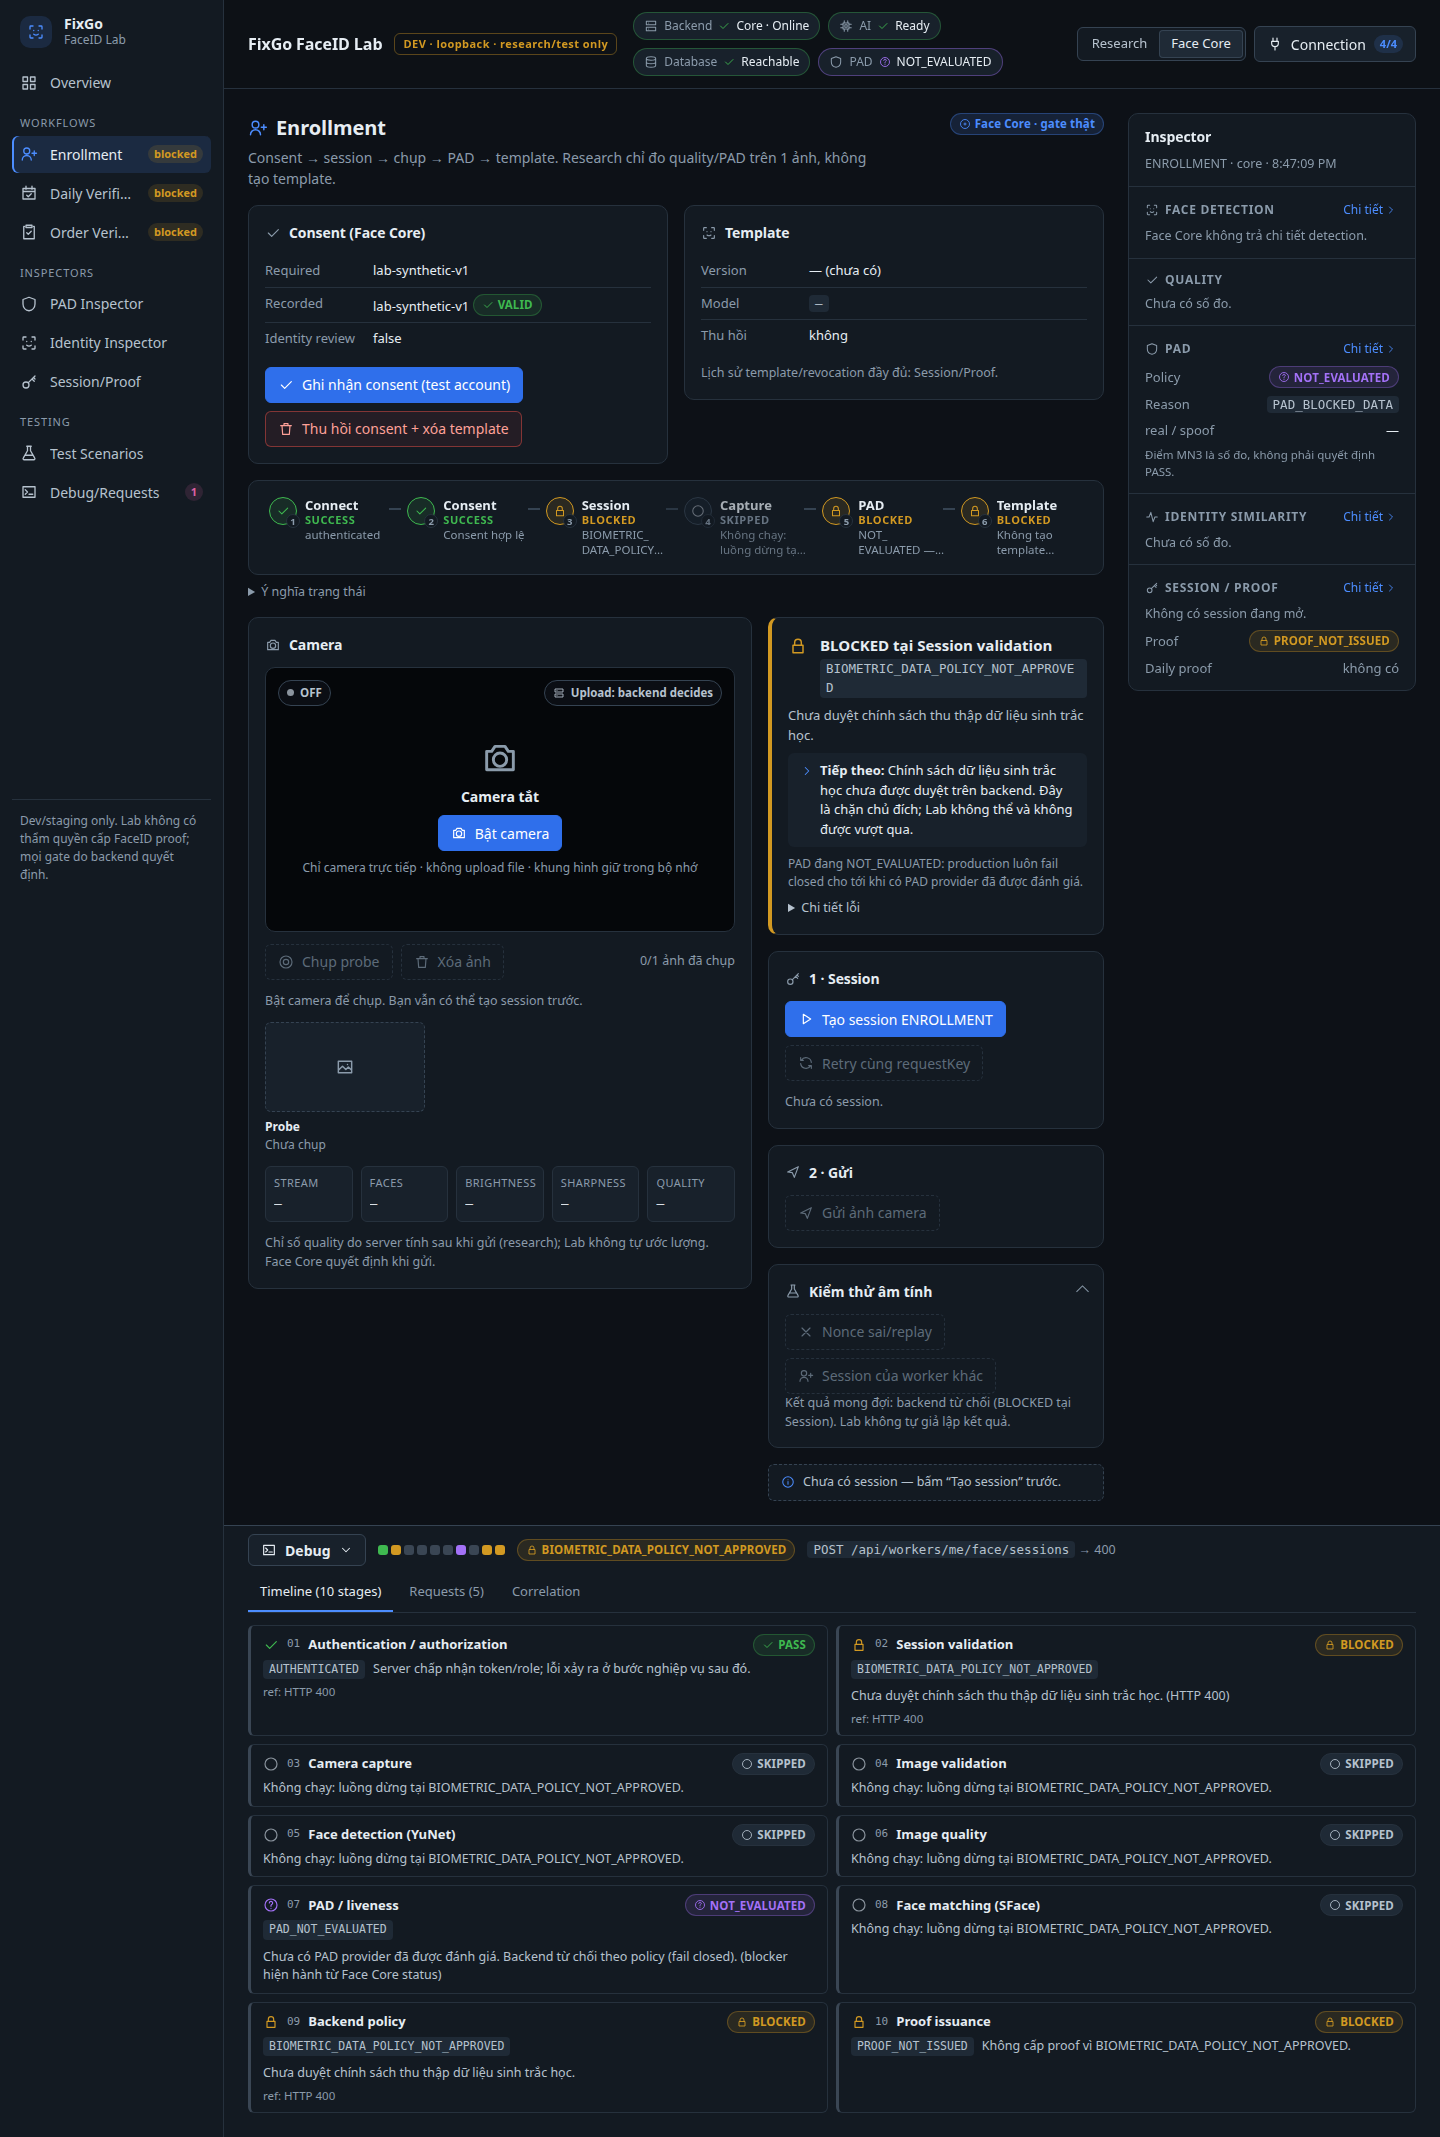 FixGo
FaceID Lab
Overview
WORKFLOWS
Enrollment blocked
Daily Verifi... blocked
Order Veri... blocked
INSPECTORS
PAD Inspector
Identity Inspector
Session/Proof
TESTING
Test Scenarios
Debug/Requests 1
Dev/staging only. Lab không có
thẩm quyền cấp FaceID proof;
mọi gate do backend quyết
định.
FixGo FaceID Lab
DEV · loopback · research/test only
Backend Core · Online
AI Ready
Database Reachable
PAD NOT_EVALUATED
Research Face Core
Connection 4/4
Enrollment
Face Core · gate thật
Consent → session → chụp → PAD → template. Research chỉ đo quality/PAD trên 1 ảnh, không
tạo template.
Consent (Face Core)
Required lab-synthetic-v1
Recorded lab-synthetic-v1 VALID
Identity review false
Ghi nhận consent (test account)
Thu hồi consent + xóa template
Template
Version — (chưa có)
Model —
Thu hồi không
Lịch sử template/revocation đầy đủ: Session/Proof.
1 Connect
SUCCESS
authenticated
2 Consent
SUCCESS
Consent hợp lệ
3 Session
BLOCKED
BIOMETRIC_
DATA_POLICY...
4 Capture
SKIPPED
Không chạy:
luồng dừng tạ...
5 PAD
BLOCKED
NOT_
EVALUATED —...
6 Template
BLOCKED
Không tạo
template...
Ý nghĩa trạng thái
Camera
OFF
Upload: backend decides
Camera tắt
Bật camera
Chỉ camera trực tiếp · không upload file · khung hình giữ trong bộ nhớ
Chụp probe Xóa ảnh 0/1 ảnh đã chụp
Bật camera để chụp. Bạn vẫn có thể tạo session trước.
Probe
Chưa chụp
STREAM FACES BRIGHTNESS SHARPNESS QUALITY
— — — — —
Chỉ số quality do server tính sau khi gửi (research); Lab không tự ước lượng.
Face Core quyết định khi gửi.
BLOCKED tại Session validation
BIOMETRIC_DATA_POLICY_NOT_APPROVE
D
Chưa duyệt chính sách thu thập dữ liệu sinh trắc
học.
Tiếp theo: Chính sách dữ liệu sinh trắc
học chưa được duyệt trên backend. Đây
là chặn chủ đích; Lab không thể và không
được vượt qua.
PAD đang NOT_EVALUATED: production luôn fail
closed cho tới khi có PAD provider đã được đánh giá.
Chi tiết lỗi
1 · Session
Tạo session ENROLLMENT
Retry cùng requestKey
Chưa có session.
2 · Gửi
Gửi ảnh camera
Kiểm thử âm tính
Nonce sai/replay
Session của worker khác
Kết quả mong đợi: backend từ chối (BLOCKED tại
Session). Lab không tự giả lập kết quả.
Chưa có session — bấm “Tạo session” trước.
Inspector
ENROLLMENT · core · 8:47:09 PM
FACE DETECTION Chi tiết
Face Core không trả chi tiết detection.
QUALITY
Chưa có số đo.
PAD Chi tiết
Policy NOT_EVALUATED
Reason PAD_BLOCKED_DATA
real / spoof —
Điểm MN3 là số đo, không phải quyết định
PASS.
IDENTITY SIMILARITY Chi tiết
Chưa có số đo.
SESSION / PROOF Chi tiết
Không có session đang mở.
Proof PROOF_NOT_ISSUED
Daily proof không có
Debug BIOMETRIC_DATA_POLICY_NOT_APPROVED POST /api/workers/me/face/sessions → 400
Timeline (10 stages) Requests (5) Correlation
01 Authentication / authorization PASS
AUTHENTICATED Server chấp nhận token/role; lỗi xảy ra ở bước nghiệp vụ sau đó.
ref: HTTP 400
02 Session validation BLOCKED
BIOMETRIC_DATA_POLICY_NOT_APPROVED
Chưa duyệt chính sách thu thập dữ liệu sinh trắc học. (HTTP 400)
ref: HTTP 400
03 Camera capture SKIPPED
Không chạy: luồng dừng tại BIOMETRIC_DATA_POLICY_NOT_APPROVED.
04 Image validation SKIPPED
Không chạy: luồng dừng tại BIOMETRIC_DATA_POLICY_NOT_APPROVED.
05 Face detection (YuNet) SKIPPED
Không chạy: luồng dừng tại BIOMETRIC_DATA_POLICY_NOT_APPROVED.
06 Image quality SKIPPED
Không chạy: luồng dừng tại BIOMETRIC_DATA_POLICY_NOT_APPROVED.
07 PAD / liveness NOT_EVALUATED
PAD_NOT_EVALUATED
Chưa có PAD provider đã được đánh giá. Backend từ chối theo policy (fail closed). (blocker
hiện hành từ Face Core status)
08 Face matching (SFace) SKIPPED
Không chạy: luồng dừng tại BIOMETRIC_DATA_POLICY_NOT_APPROVED.
09 Backend policy BLOCKED
BIOMETRIC_DATA_POLICY_NOT_APPROVED
Chưa duyệt chính sách thu thập dữ liệu sinh trắc học.
ref: HTTP 400
10 Proof issuance BLOCKED
PROOF_NOT_ISSUED Không cấp proof vì BIOMETRIC_DATA_POLICY_NOT_APPROVED.